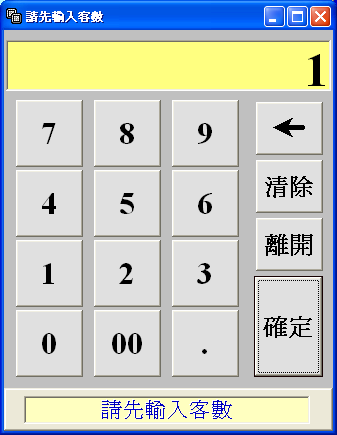 請先輸入客數
1
7 8 9 ←
4 5 6 清除
1 2 3 離開
0 00 . 確定
請先輸入客數